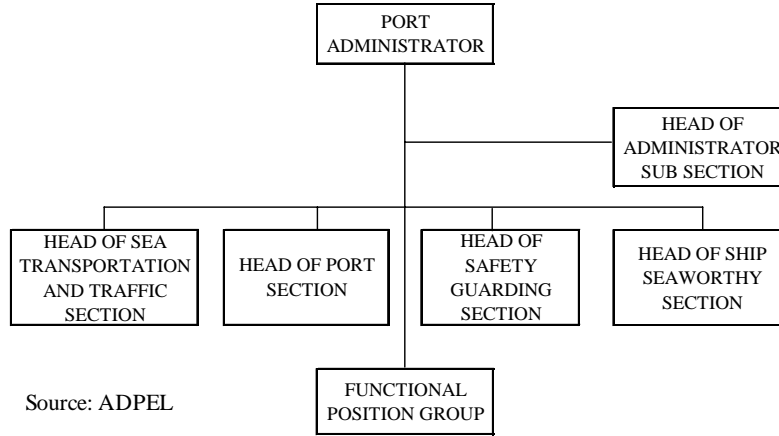 PORT
ADMINISTRATOR
HEAD OF
ADMINISTRATOR
SUB SECTION
HEAD OF SEA
TRANSPORTATION
AND TRAFFIC
SECTION
HEAD OF PORT
SECTION
HEAD OF
SAFETY
GUARDING
SECTION
HEAD OF SHIP
SEAWORTHY
SECTION
FUNCTIONAL
POSITION GROUP
Source: ADPEL